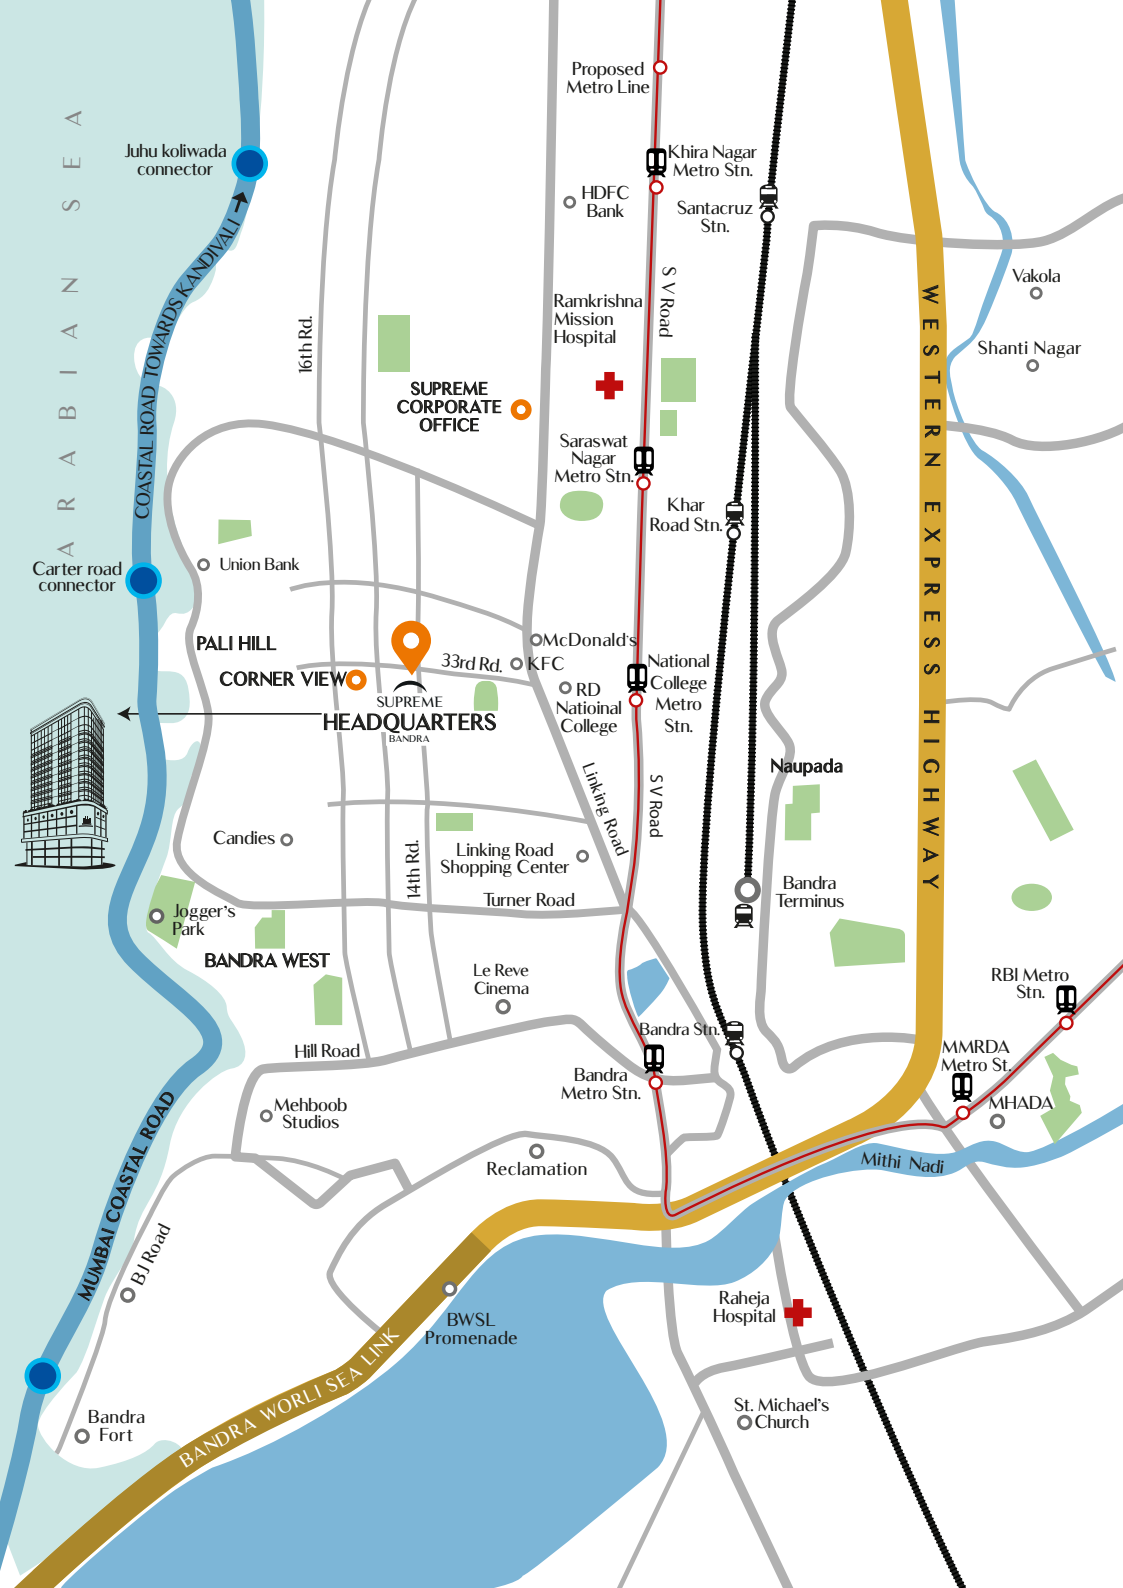 Proposed
Metro Line
Juhu koliwada
connector
Khira Nagar
Metro Stn.
HDFC
Bank
Santacruz
Stn.
ARABIAN SEA
COASTAL ROAD TOWARDS KANDIVALI
S V Road
Vakola
Ramkrishna
Mission
Hospital
16th Rd.
WESTERN EXPRESS HIGHWAY
Shanti Nagar
SUPREME
CORPORATE
OFFICE
Saraswat
Nagar
Metro Stn.
Khar
Road Stn.
Union Bank
Carter road
connector
PALI HILL
McDonald's
33rd Rd.
KFC
CORNER VIEW
National
College
Metro
Stn.
RD
Natioinal
College
SUPREME
HEADQUARTERS
BANDRA
Linking Road
S V Road
Naupada
Candies
Linking Road
Shopping Center
14th Rd.
Turner Road
Bandra
Terminus
Jogger's
Park
BANDRA WEST
Le Reve
Cinema
RBI Metro
Stn.
Bandra Stn.
Hill Road
MMRDA
Metro St.
Bandra
Metro Stn.
MHADA
Mehboob
Studios
Reclamation
Mithi Nadi
MUMBAI COASTAL ROAD
BJ Road
Raheja
Hospital
BWSL
Promenade
BANDRA WORLI SEA LINK
St. Michael's
Church
Bandra
Fort